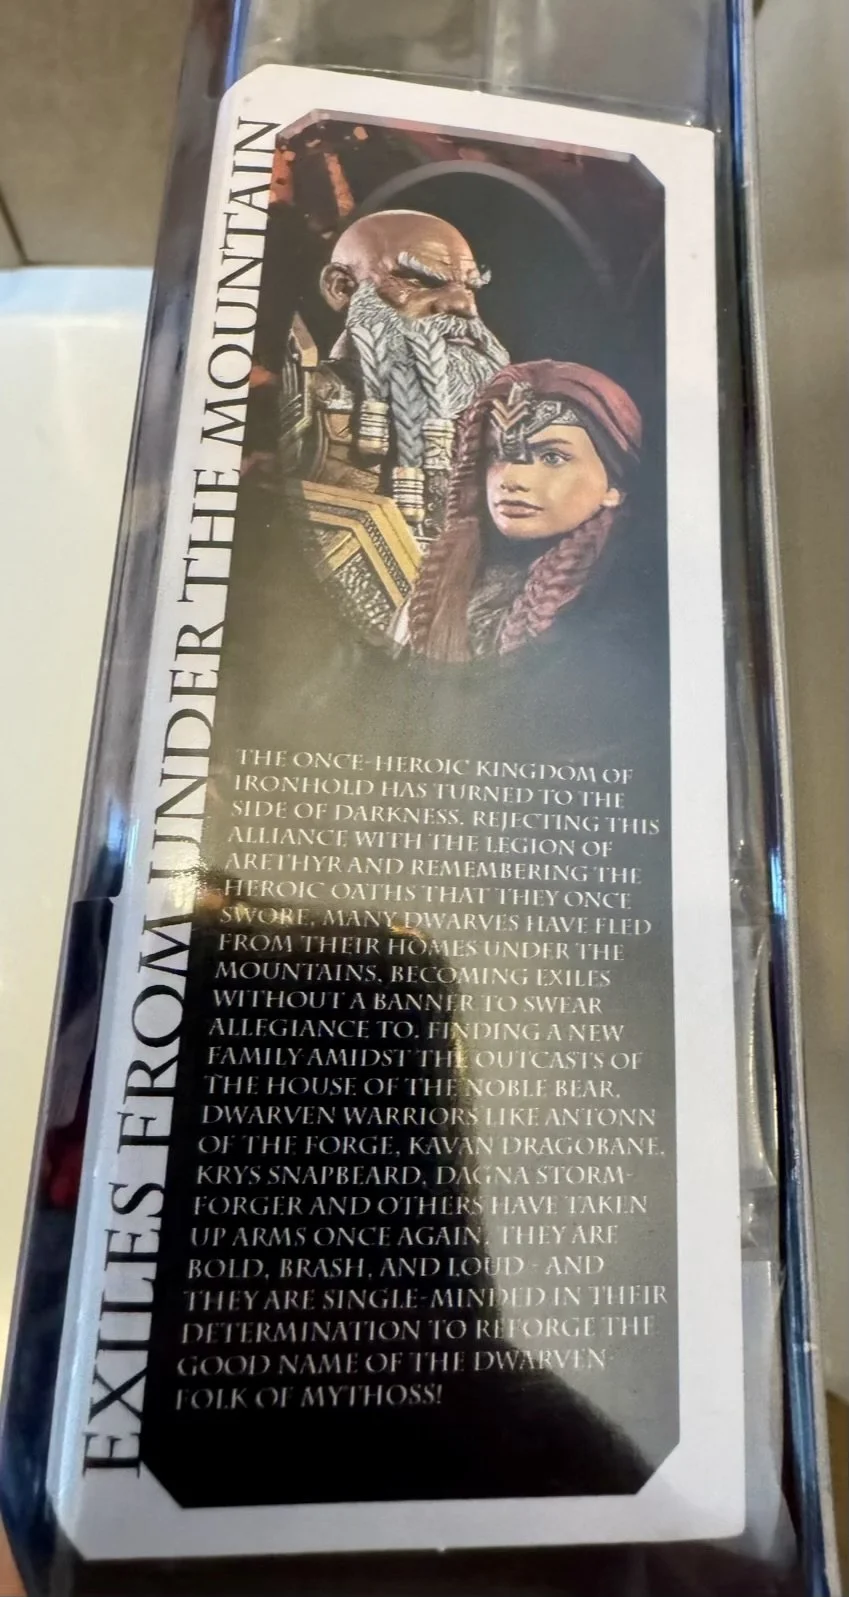 EXILES FROM UNDER THE MOUNTAIN
THE ONCE-HEROIC KINGDOM OF
IRONHOLD HAS TURNED TO THE
SIDE OF DARKNESS. REJECTING THIS
ALLIANCE WITH THE LEGION OF
ARETHYR AND REMEMBERING THE
HEROIC OATHS THAT THEY ONCE
SWORE, MANY DWARVES HAVE FLED
FROM THEIR HOMES UNDER THE
MOUNTAINS, BECOMING EXILES
WITHOUT A BANNER TO SWEAR
ALLEGIANCE TO. FINDING A NEW
FAMILY AMIDST THE OUTCASTS OF
THE HOUSE OF THE NOBLE BEAR,
DWARVEN WARRIORS LIKE ANTONN
OF THE FORGE, KAVAN DRAGOBANE,
KRYS SNAPBEARD, DAGNA STORM-
FORGER AND OTHERS HAVE TAKEN
UP ARMS ONCE AGAIN. THEY ARE
BOLD, BRASH, AND LOUD - AND
THEY ARE SINGLE-MINDED IN THEIR
DETERMINATION TO REFORGE THE
GOOD NAME OF THE DWARVEN-
FOLK OF MYTHOSS!